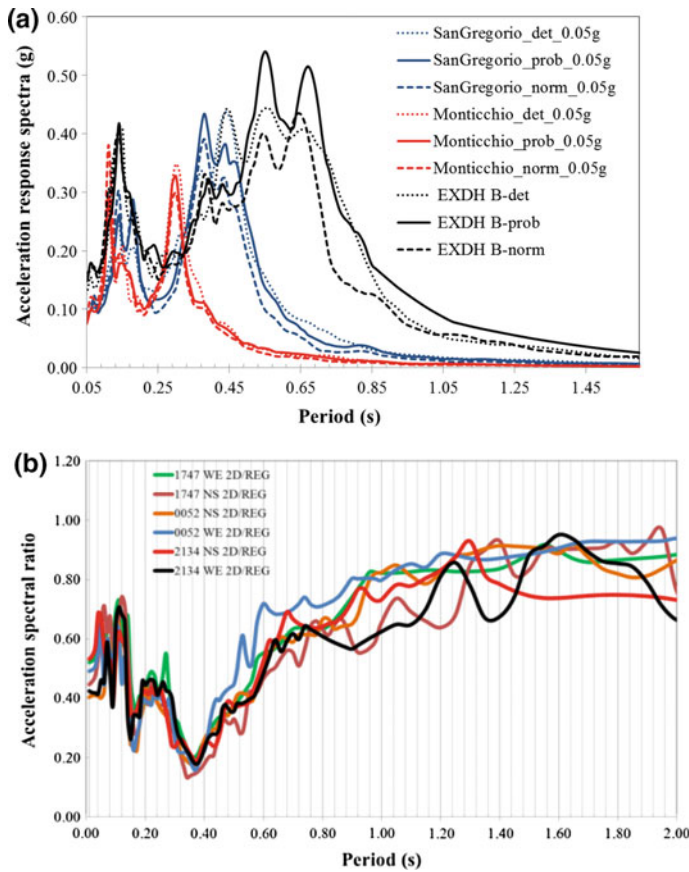 (a)
0.60
0.50
0.40
0.30
0.20
0.10
0.00
Acceleration response spectra (g)
SanGregorio_det_0.05g
SanGregorio_prob_0.05g
SanGregorio_norm_0.05g
Monticchio_det_0.05g
Monticchio_prob_0.05g
Monticchio_norm_0.05g
EXDH B-det
EXDH B-prob
EXDH B-norm
0.05 0.25 0.45 0.65 0.85 1.05 1.25 1.45
Period (s)
(b)
1.20
1.00
0.80
0.60
0.40
0.20
0.00
Acceleration spectral ratio
1747 WE 2D/REG
1747 NS 2D/REG
0052 NS 2D/REG
0052 WE 2D/REG
2134 NS 2D/REG
2134 WE 2D/REG
0.00 0.20 0.40 0.60 0.80 1.00 1.20 1.40 1.60 1.80 2.00
Period (s)